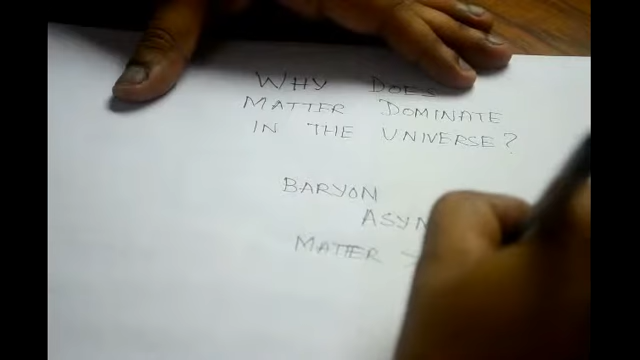 WHY DOES
MATTER DOMINATE
IN THE UNIVERSE?
BARYON
MATTER